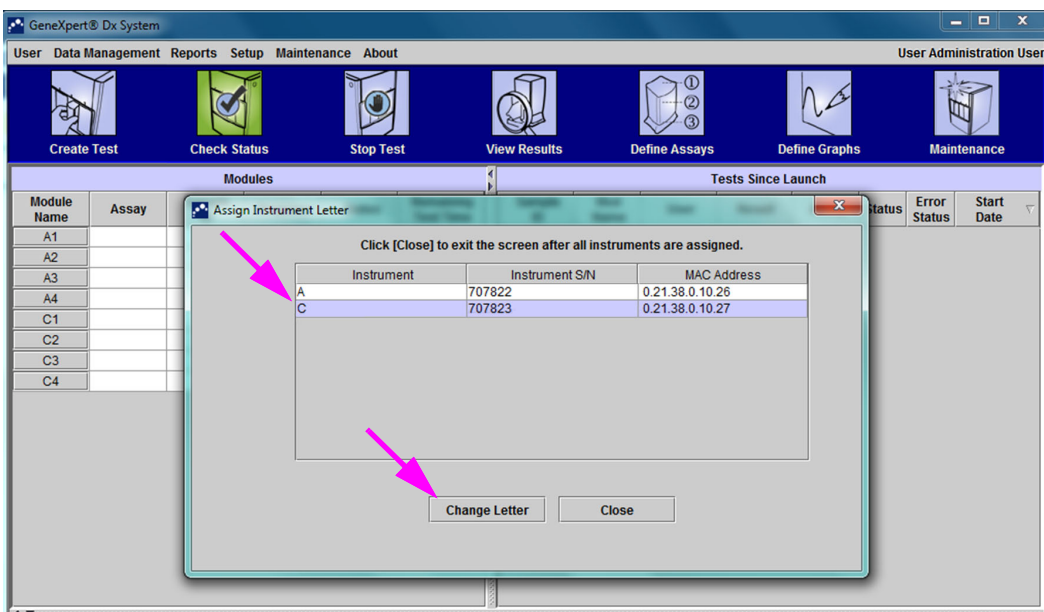 GeneXpert® Dx System
User Data Management Reports Setup Maintenance About User Administration User
Create Test Check Status Stop Test View Results Define Assays Define Graphs Maintenance
① ② ③
Modules Tests Since Launch
Module Name Assay Status Error Status Start Date
A1
A2
A3
A4
C1
C2
C3
C4
Assign Instrument Letter
Click [Close] to exit the screen after all instruments are assigned.
Instrument Instrument S/N MAC Address
A 707822 0.21.38.0.10.26
C 707823 0.21.38.0.10.27
Change Letter Close